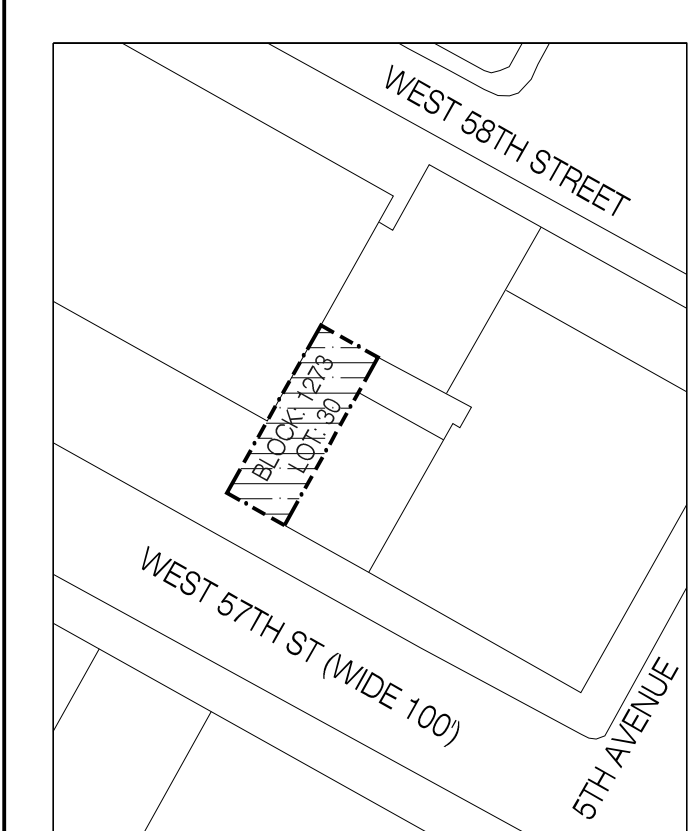 WEST 58TH STREET
BLOCK: 1273
LOT: 30
WEST 57TH ST (WIDE 100')
5TH AVENUE